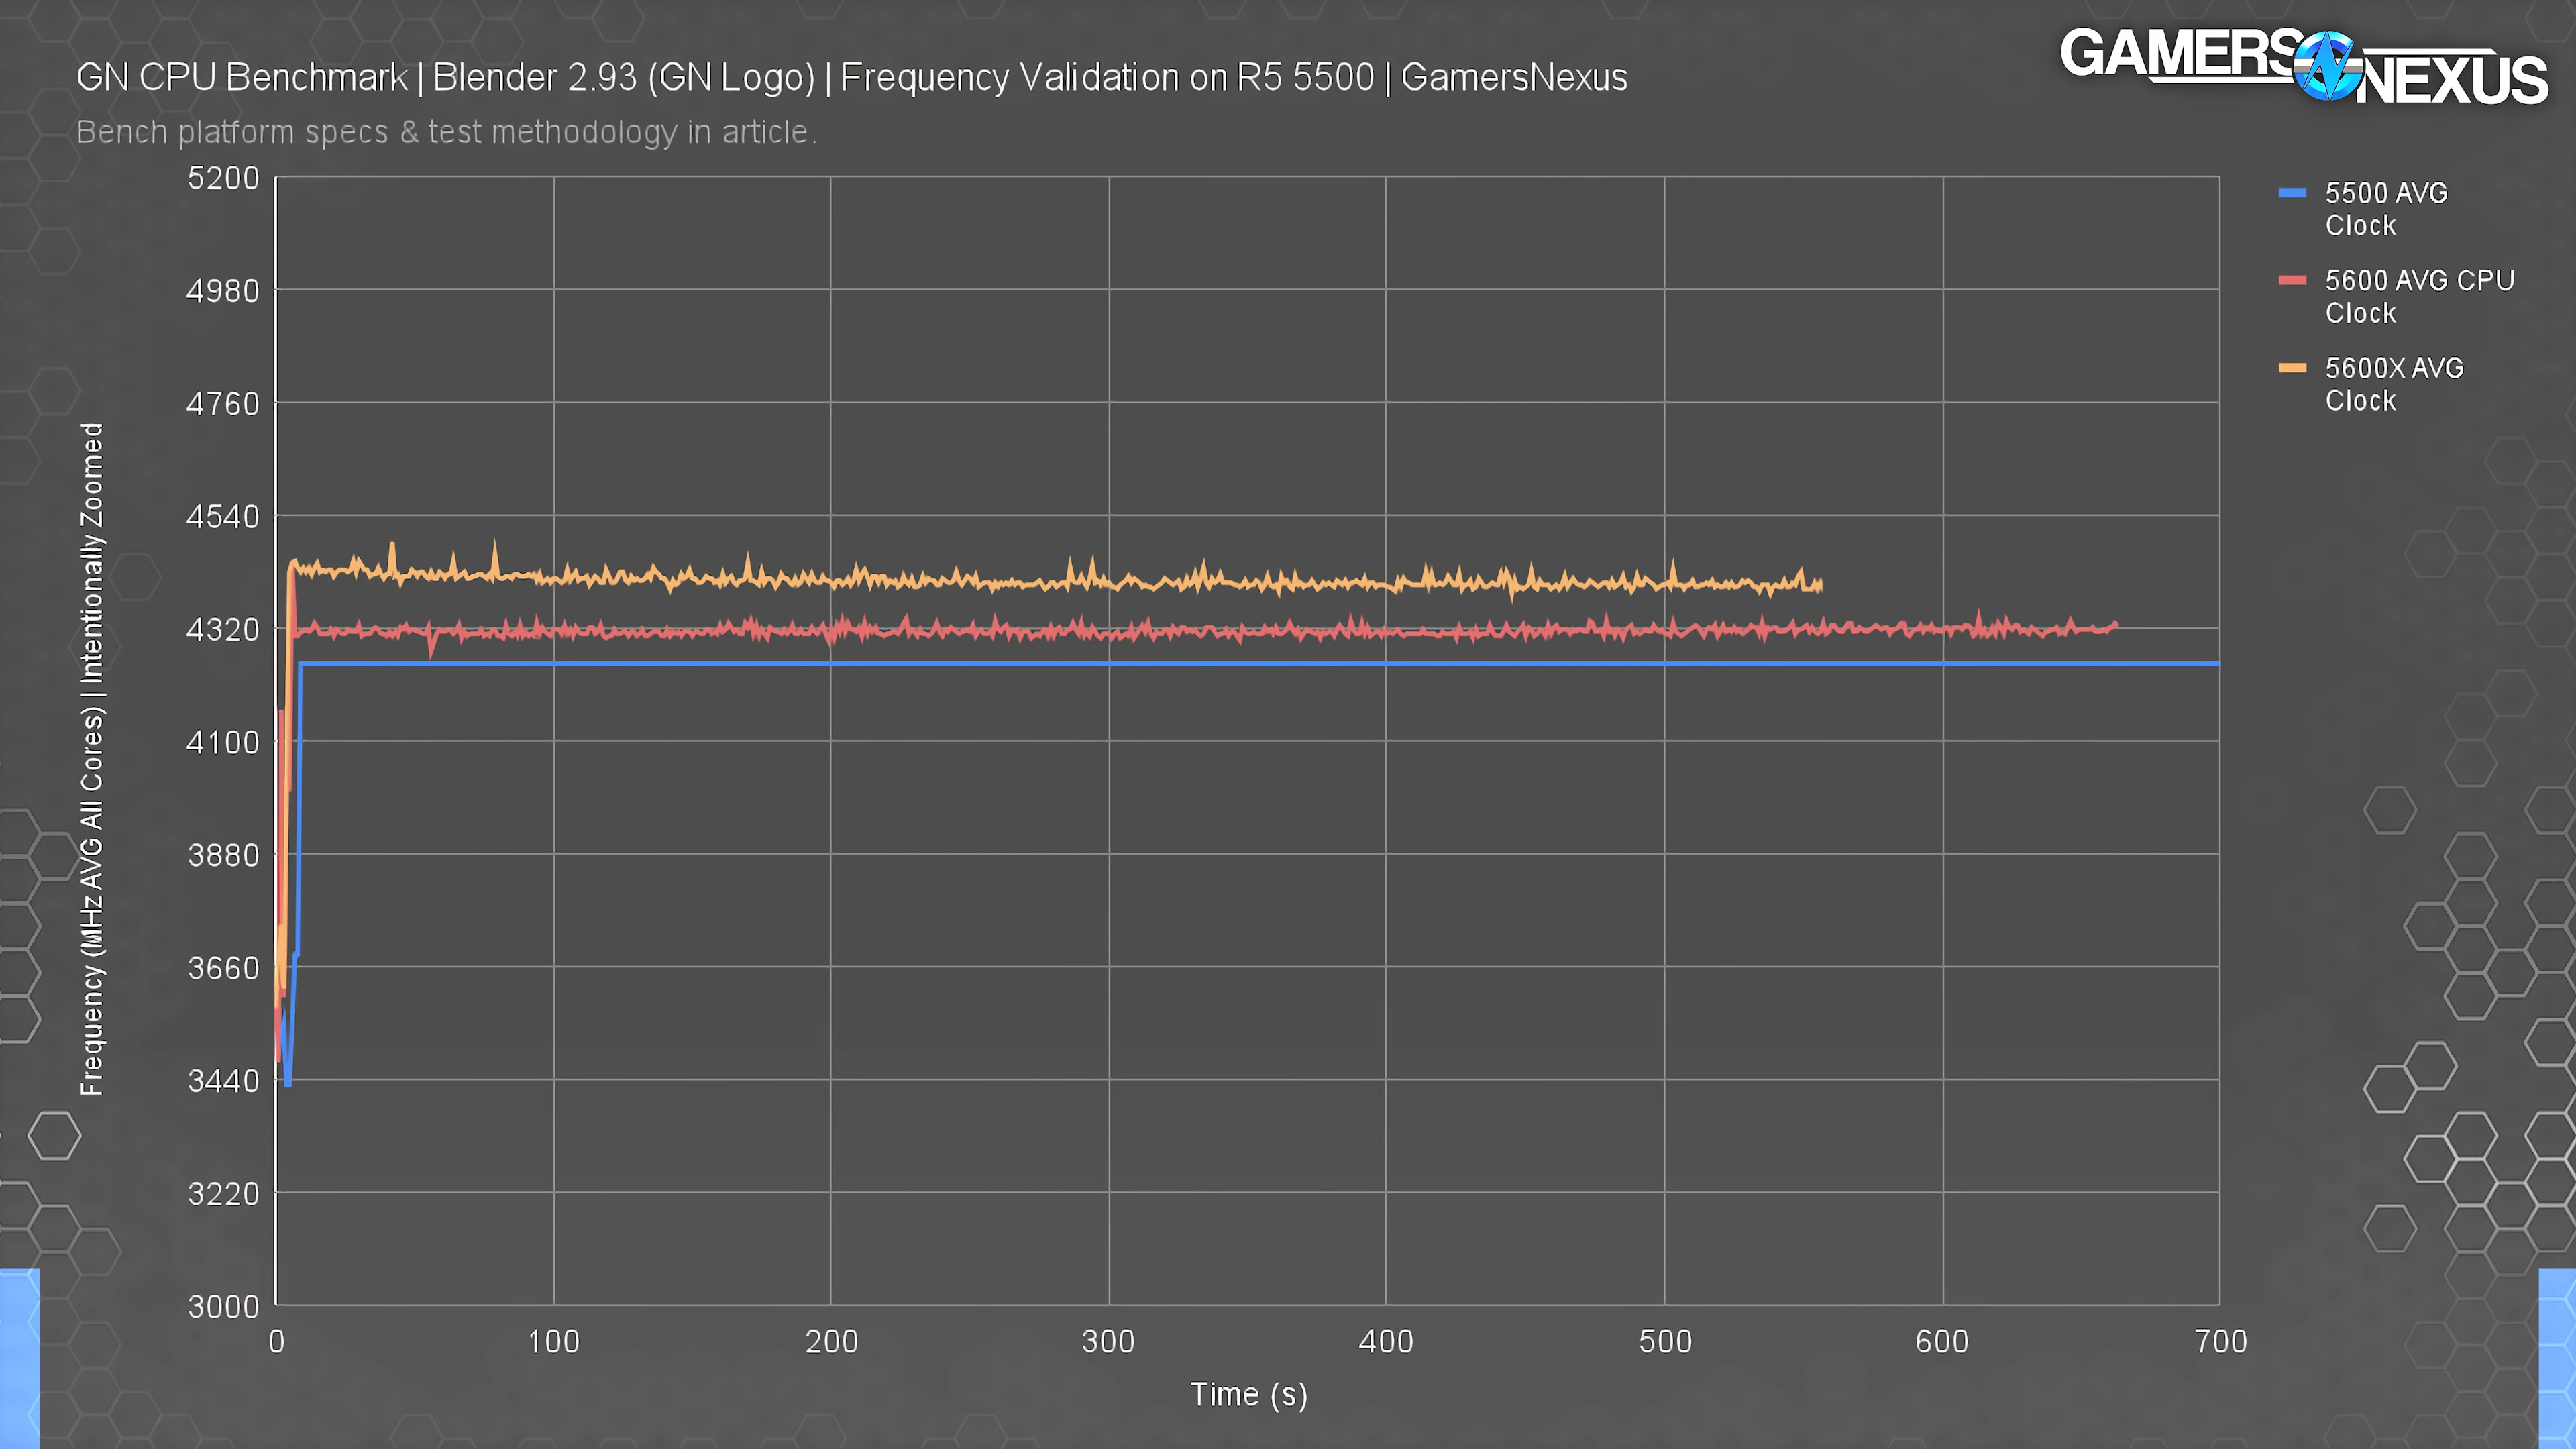 GAMERS NEXUS
GN CPU Benchmark | Blender 2.93 (GN Logo) | Frequency Validation on R5 5500 | GamersNexus
Bench platform specs & test methodology in article.
5200
4980
4760
4540
4320
4100
3880
3660
3440
3220
3000
Frequency (MHz AVG All Cores) | Intentionally Zoomed
0 100 200 300 400 500 600 700
Time (s)
5500 AVG
Clock
5600 AVG CPU
Clock
5600X AVG
Clock